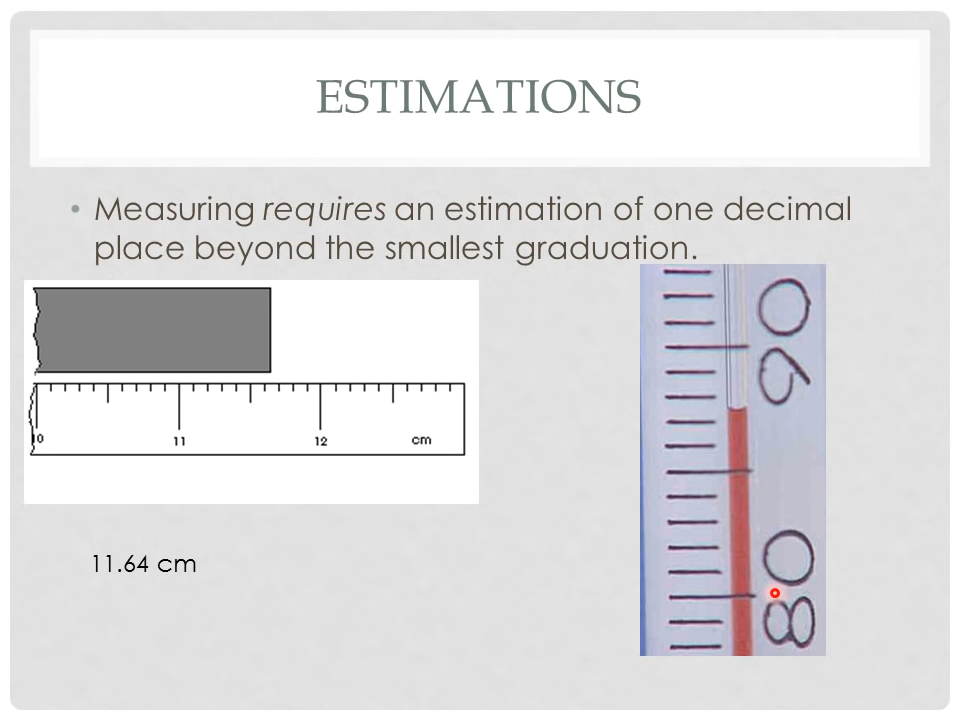 ESTIMATIONS
• Measuring requires an estimation of one decimal
place beyond the smallest graduation.
10 11 12 cm
90
80
11.64 cm